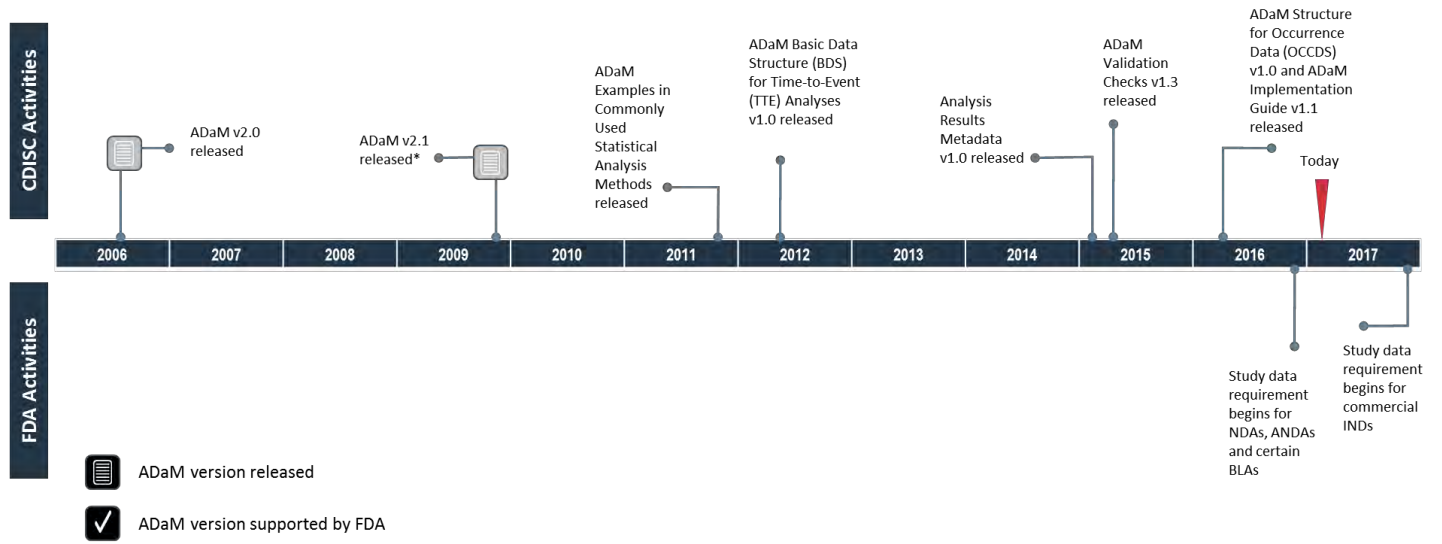 CDISC Activities
ADaM v2.0
released
ADaM v2.1
released*
ADaM
Examples in
Commonly
Used
Statistical
Analysis
Methods
released
ADaM Basic Data
Structure (BDS)
for Time-to-Event
(TTE) Analyses
v1.0 released
Analysis
Results
Metadata
v1.0 released
ADaM
Validation
Checks v1.3
released
ADaM Structure
for Occurrence
Data (OCCDS)
v1.0 and ADaM
Implementation
Guide v1.1
released
Today
2006
2007
2008
2009
2010
2011
2012
2013
2014
2015
2016
2017
FDA Activities
Study data
requirement
begins for
NDAs, ANDAs
and certain
BLAs
Study data
requirement
begins for
commercial
INDs
ADaM version released
ADaM version supported by FDA